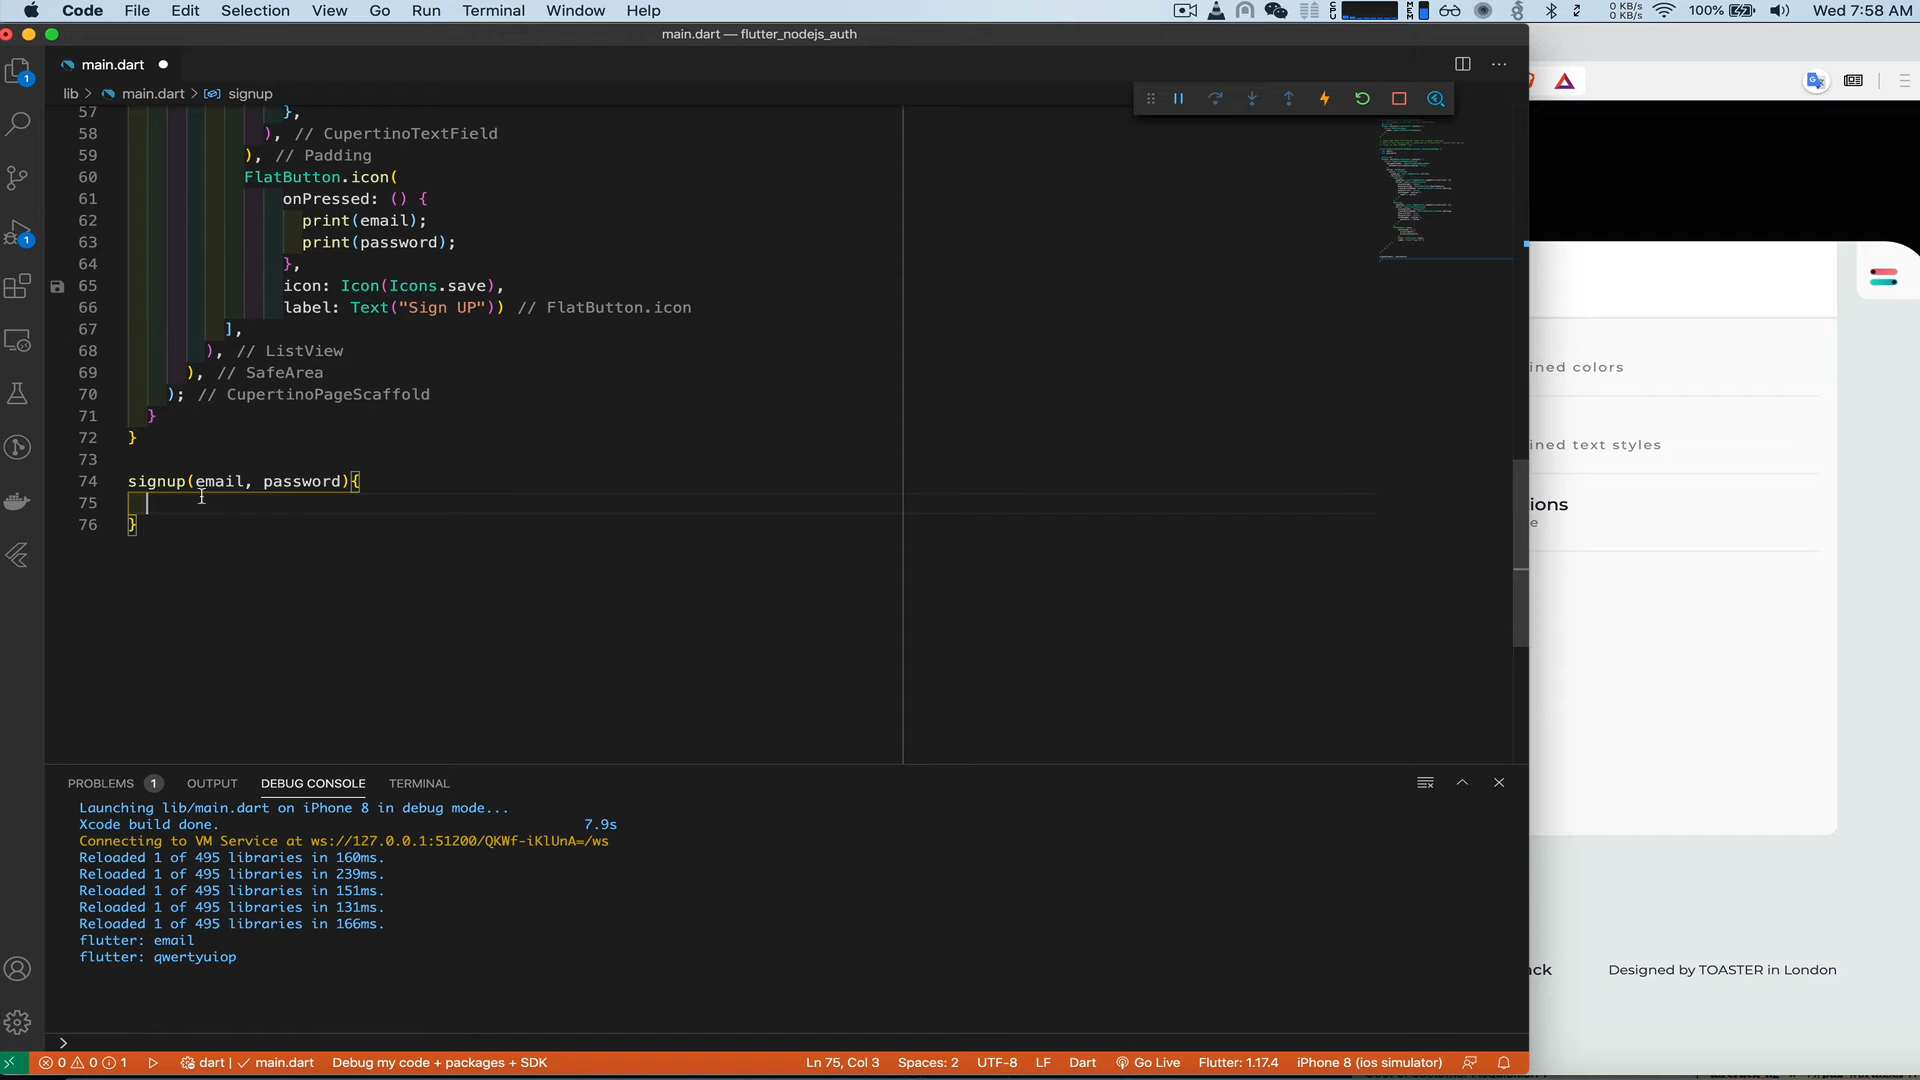 Code File Edit Selection View Go Run Terminal Window Help
CPU MEM 0 KB/s 0 KB/s 100% Wed 7:58 AM
main.dart — flutter_nodejs_auth
main.dart
lib > main.dart > signup
57 },
58 ), // CupertinoTextField
59 ), // Padding
60 FlatButton.icon(
61 onPressed: () {
62 print(email);
63 print(password);
64 },
65 icon: Icon(Icons.save),
66 label: Text("Sign UP")) // FlatButton.icon
67 ],
68 ), // ListView
69 ), // SafeArea
70 ); // CupertinoPageScaffold
71 }
72 }
73
74 signup(email, password){
75
76 }
1
1
ined colors
ined text styles
ions
e
ck Designed by TOASTER in London
PROBLEMS 1 OUTPUT DEBUG CONSOLE TERMINAL
Launching lib/main.dart on iPhone 8 in debug mode...
Xcode build done. 7.9s
Connecting to VM Service at ws://127.0.0.1:51200/QKWf-iKlUnA=/ws
Reloaded 1 of 495 libraries in 160ms.
Reloaded 1 of 495 libraries in 239ms.
Reloaded 1 of 495 libraries in 151ms.
Reloaded 1 of 495 libraries in 131ms.
Reloaded 1 of 495 libraries in 166ms.
flutter: email
flutter: qwertyuiop
>
0 0 1 dart | main.dart Debug my code + packages + SDK Ln 75, Col 3 Spaces: 2 UTF-8 LF Dart Go Live Flutter: 1.17.4 iPhone 8 (ios simulator)